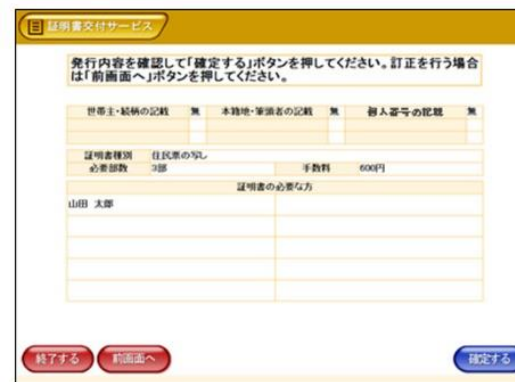 証明書交付サービス
発行内容を確認して「確定する」ボタンを押してください。訂正を行う場合
は「前画面へ」ボタンを押してください。
世帯主・続柄の記載 無 本籍地・筆頭者の記載 無 個人番号の記載 無
証明書種別 住民票の写し
必要部数 3部 手数料 600円
証明書の必要な方
山田 太郎
終了する 前画面へ 確定する